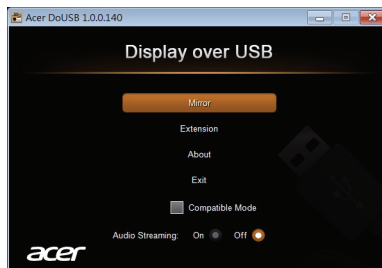 Acer DoUSB 1.0.0.140
Display over USB
Mirror
Extension
About
Exit
Compatible Mode
Audio Streaming: On Off
acer